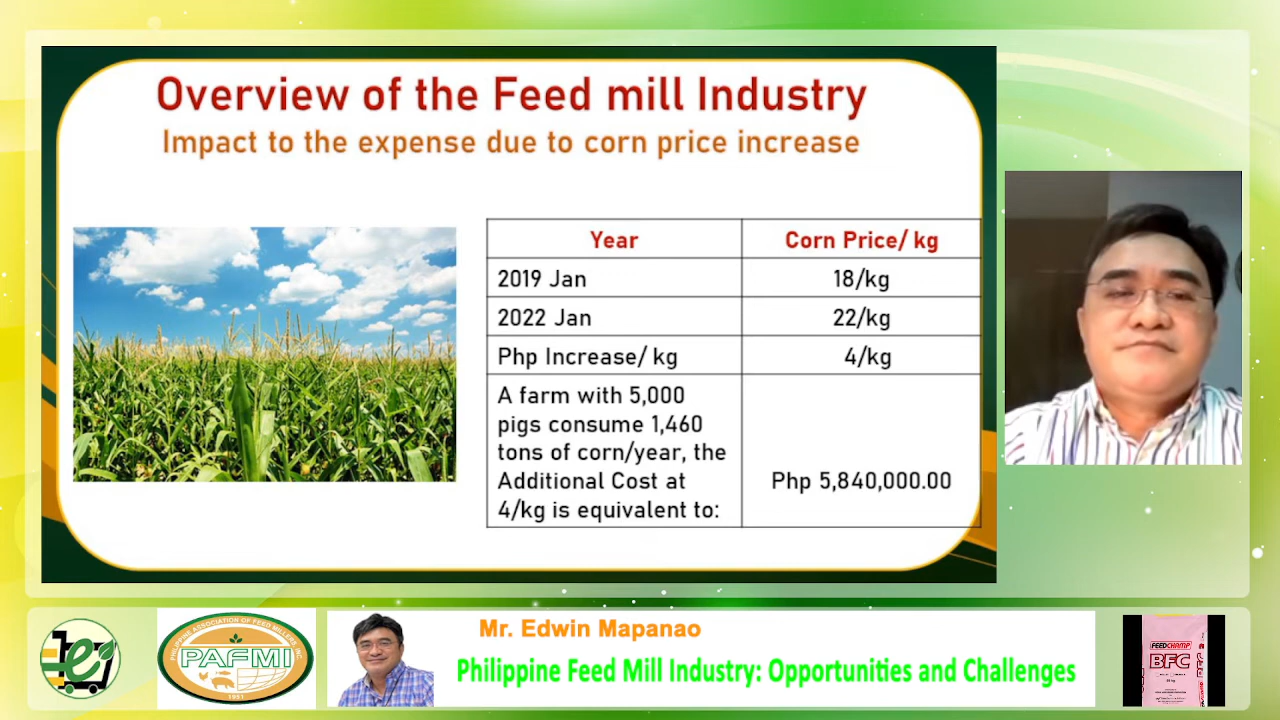 Overview of the Feed mill Industry
Impact to the expense due to corn price increase
Year Corn Price/ kg
2019 Jan 18/kg
2022 Jan 22/kg
Php Increase/ kg 4/kg
A farm with 5,000
pigs consume 1,460
tons of corn/year, the
Additional Cost at
4/kg is equivalent to:
Php 5,840,000.00
e
PHILIPPINE ASSOCIATION OF FEED MILLERS, INC.
PAFMI
1951
Mr. Edwin Mapanao
Philippine Feed Mill Industry: Opportunities and Challenges
FEEDCHAMP
BFC